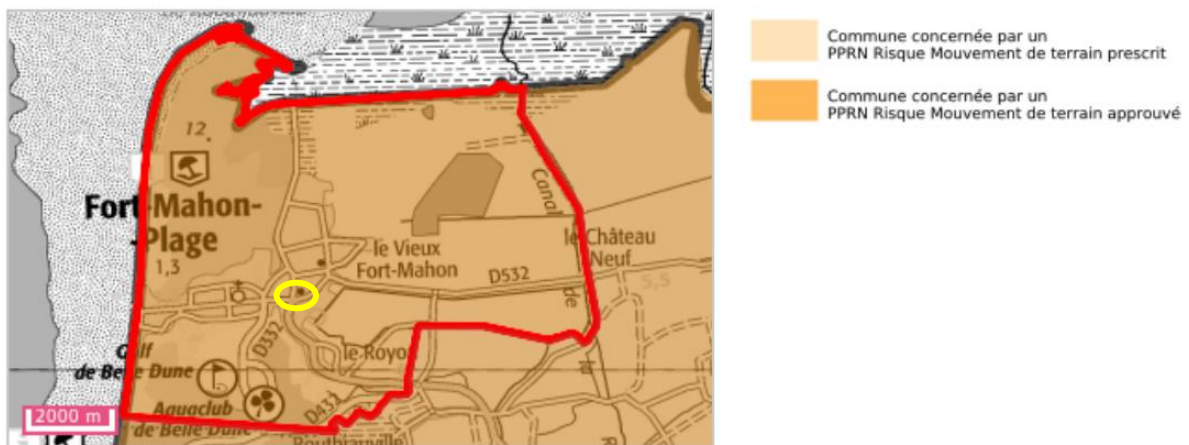 Commune concernée par un
PPRN Risque Mouvement de terrain prescrit
Commune concernée par un
PPRN Risque Mouvement de terrain approuvé
12
Fort-Mahon-
-Plage
1,3
le Vieux
Fort-Mahon
Canal
le Château
Neuf
D532
de
5,5
D332
le Royon
Golf
de Belle Dune
Aquaclub
de Belle Dune
D433
2000 m